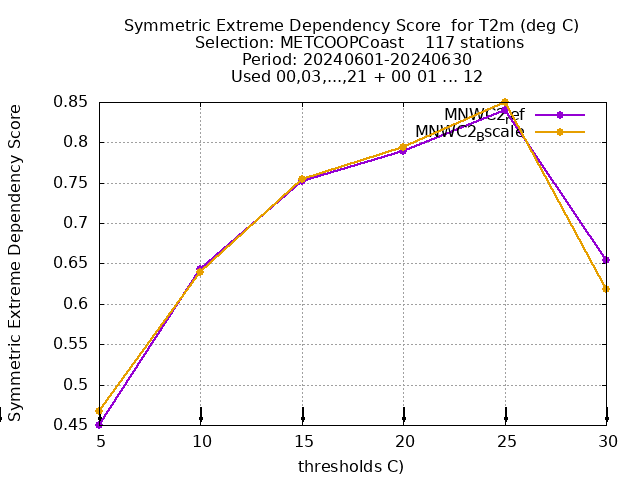 Symmetric Extreme Dependency Score  for T2m (deg C)
Selection: METCOOPCoast    117 stations
Period: 20240601-20240630
Used 00,03,...,21 + 00 01 ... 12
Symmetric Extreme Dependency Score
0.85
0.8
0.75
0.7
0.65
0.6
0.55
0.5
0.45
MNWC2ref
MNWC2Bscale
5
10
15
20
25
30
thresholds C)